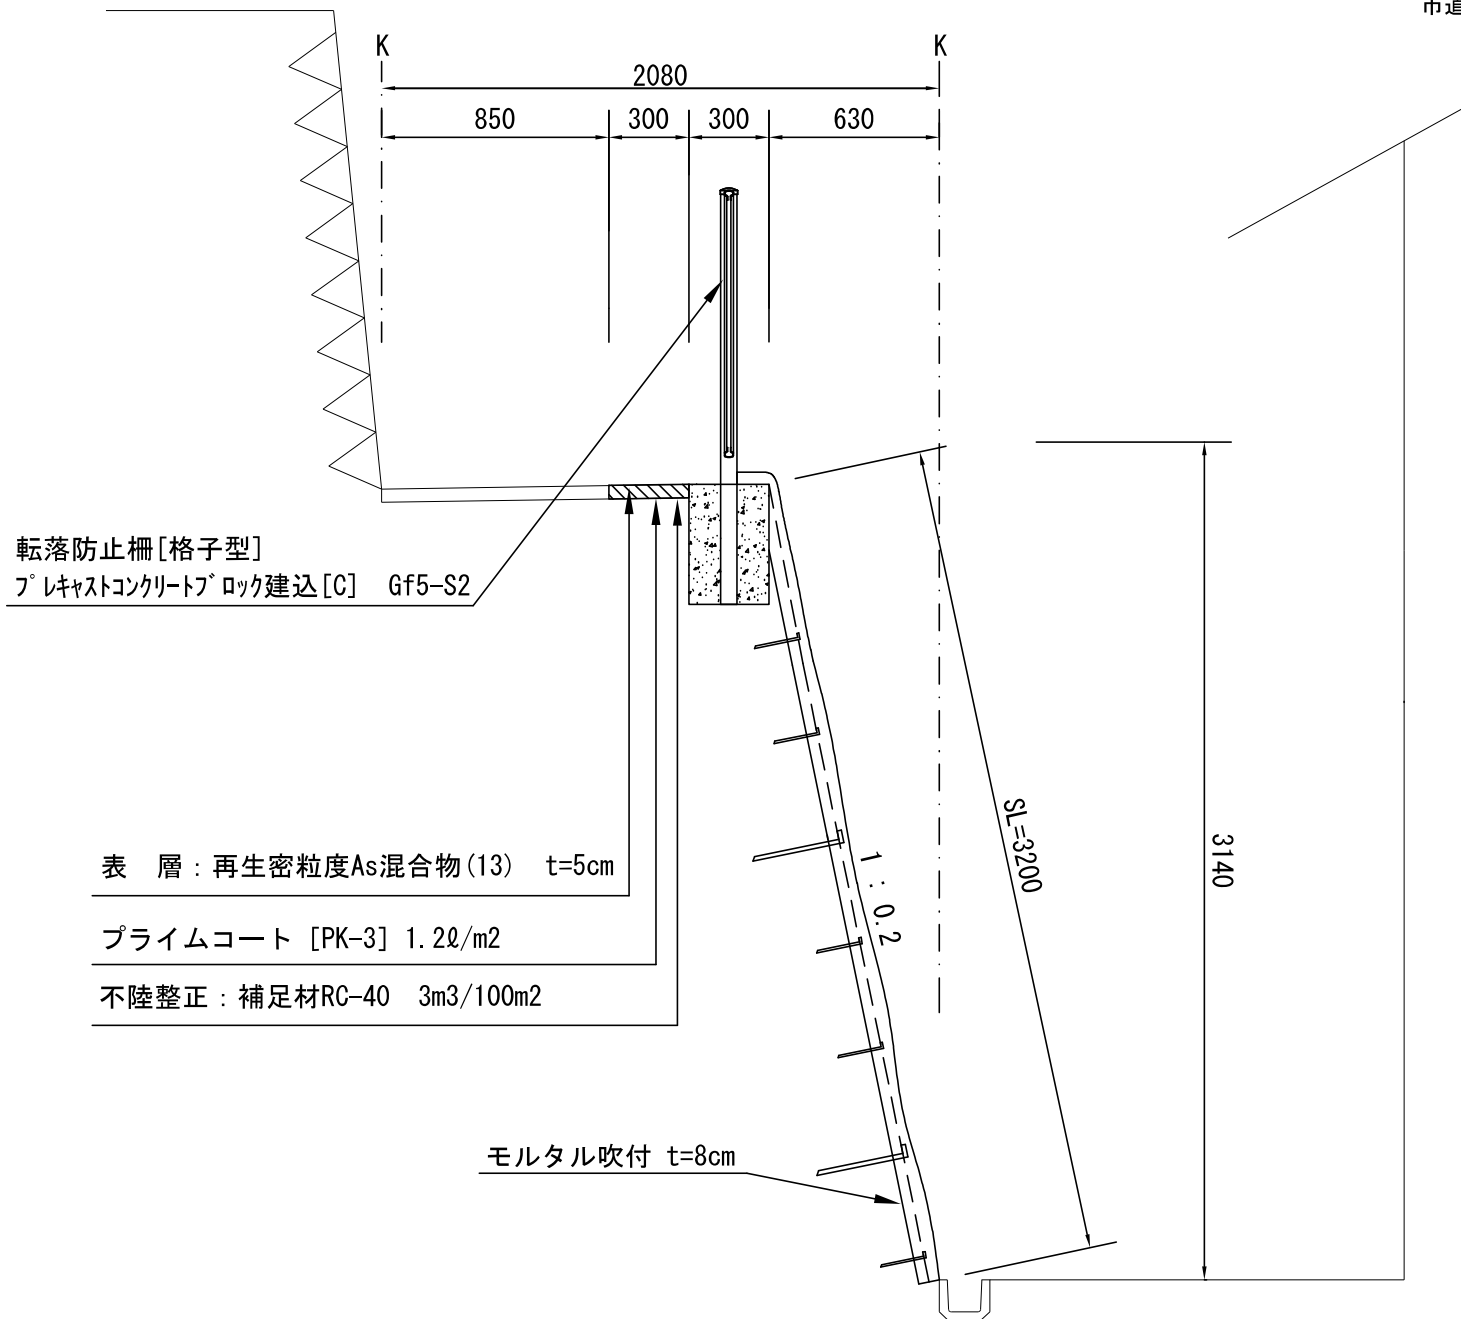 市道
K
K
2080
850
300
300
630
転落防止柵[格子型]
プレキャストコンクリートブロック建込[C] Gf5-S2
SL=3200
3140
1 : 0.2
表 層：再生密粒度As混合物(13) t=5cm
プライムコート [PK-3] 1.2ℓ/m2
不陸整正：補足材RC-40 3m3/100m2
モルタル吹付 t=8cm